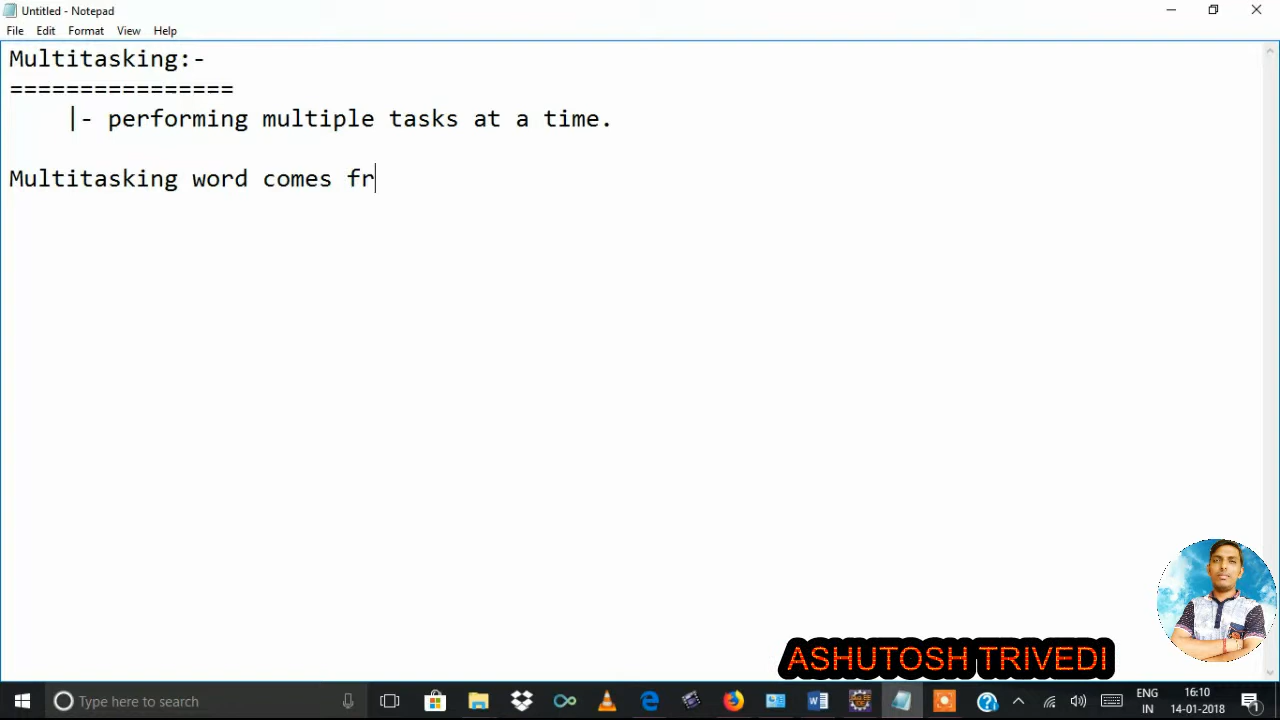 Untitled - Notepad
File Edit Format View Help
Multitasking:-
================
|- performing multiple tasks at a time.
Multitasking word comes fr
ASHUTOSH TRIVEDI
Type here to search
ENG
IN
16:10
14-01-2018
1